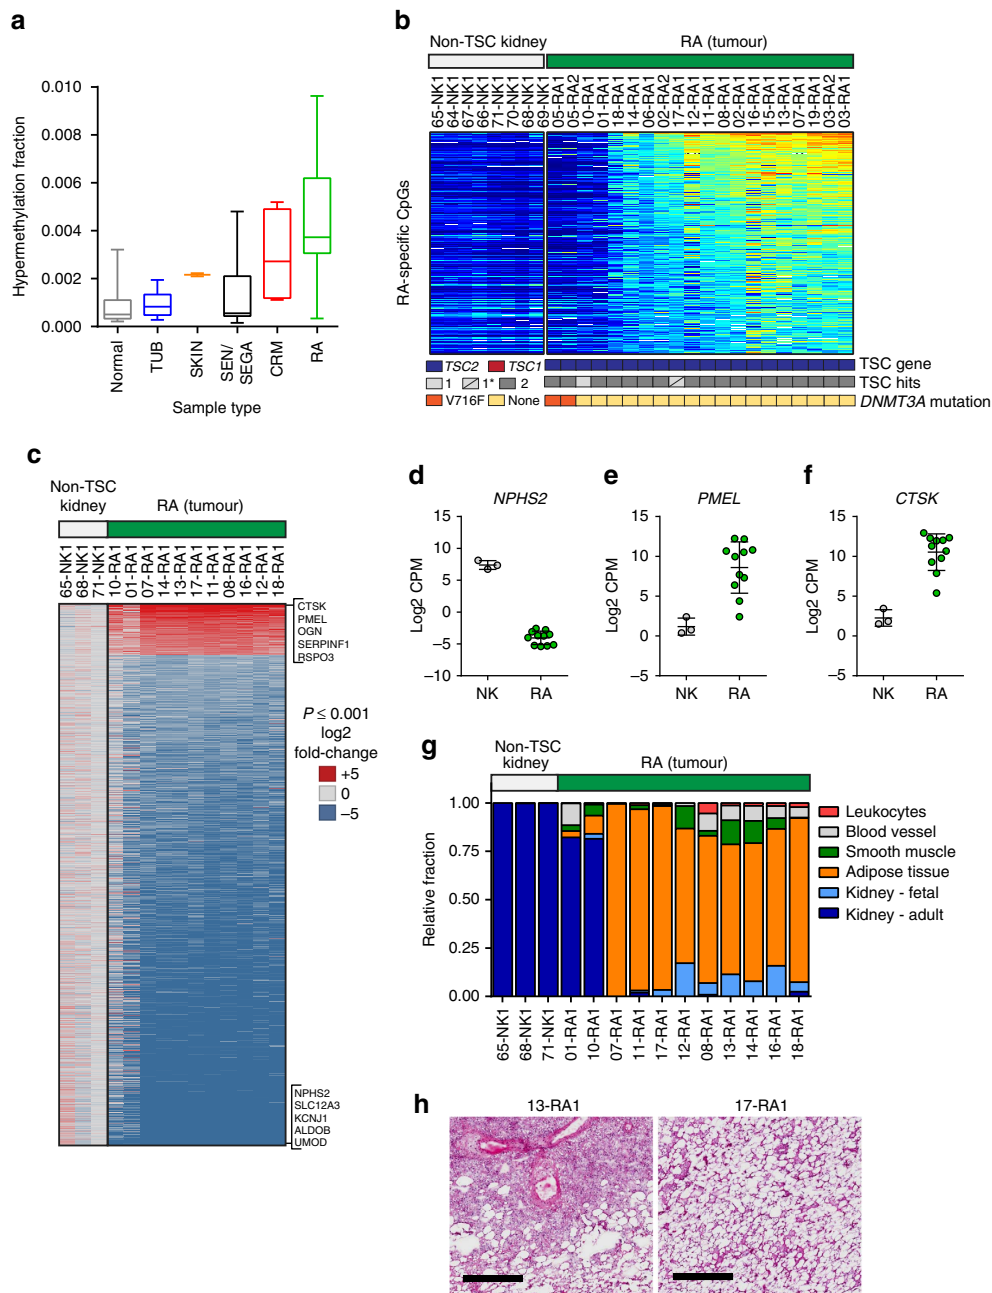 a
Hypermethylation fraction
0.010
0.008
0.006
0.004
0.002
0.000
Normal
TUB
SKIN
SEN/
SEGA
CRM
RA
Sample type
b
Non-TSC kidney
RA (tumour)
65-NK1
64-NK1
67-NK1
66-NK1
71-NK1
70-NK1
68-NK1
69-NK1
05-RA1
05-RA2
10-RA1
01-RA1
18-RA1
14-RA1
06-RA1
02-RA2
17-RA1
12-RA1
11-RA1
08-RA1
02-RA1
16-RA1
15-RA1
13-RA1
07-RA1
19-RA1
03-RA2
03-RA1
RA-specific CpGs
TSC2 TSC1
TSC gene
1 1* 2
TSC hits
V716F None
DNMT3A mutation
c
Non-TSC
kidney
RA (tumour)
65-NK1
68-NK1
71-NK1
10-RA1
01-RA1
07-RA1
14-RA1
13-RA1
17-RA1
11-RA1
08-RA1
16-RA1
12-RA1
18-RA1
CTSK
PMEL
OGN
SERPINF1
RSPO3
P ≤ 0.001
log2
fold-change
+5
0
–5
NPHS2
SLC12A3
KCNJ1
ALDOB
UMOD
d
NPHS2
Log2 CPM
15
10
5
0
–5
–10
NK
RA
e
PMEL
Log2 CPM
15
10
5
0
–5
NK
RA
f
CTSK
Log2 CPM
15
10
5
0
–5
NK
RA
g
Non-TSC
kidney
RA (tumour)
Relative fraction
1.00
0.75
0.50
0.25
0.00
65-NK1
68-NK1
71-NK1
01-RA1
10-RA1
07-RA1
11-RA1
17-RA1
12-RA1
08-RA1
13-RA1
14-RA1
16-RA1
18-RA1
Leukocytes
Blood vessel
Smooth muscle
Adipose tissue
Kidney - fetal
Kidney - adult
h
13-RA1
17-RA1